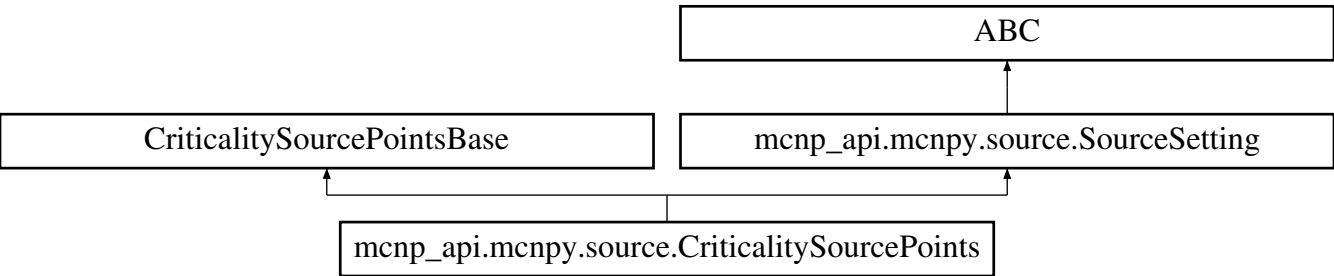 ABC
CriticalitySourcePointsBase
mcnp_api.mcnpy.source.SourceSetting
mcnp_api.mcnpy.source.CriticalitySourcePoints